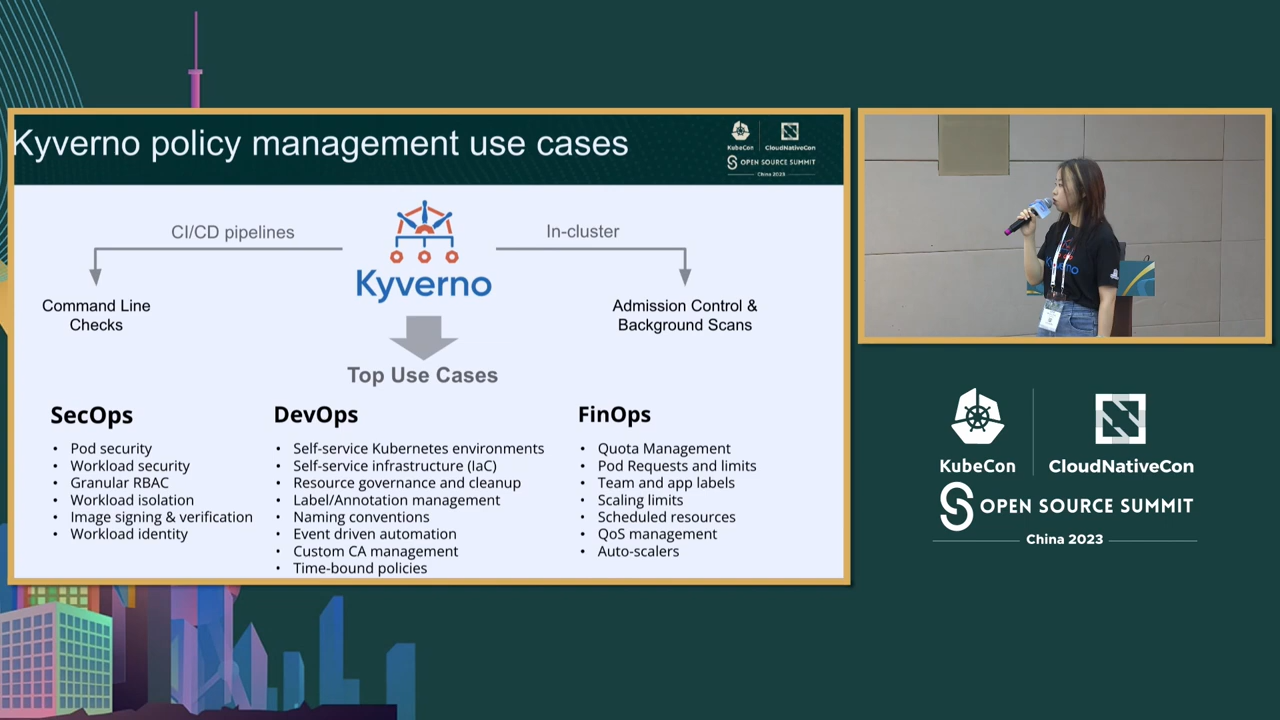 Kyverno policy management use cases
KubeCon
CloudNativeCon
OPEN SOURCE SUMMIT
China 2023
CI/CD pipelines
In-cluster
Kyverno
Command Line
Checks
Admission Control &
Background Scans
Top Use Cases
SecOps
• Pod security
• Workload security
• Granular RBAC
• Workload isolation
• Image signing & verification
• Workload identity
DevOps
• Self-service Kubernetes environments
• Self-service infrastructure (IaC)
• Resource governance and cleanup
• Label/Annotation management
• Naming conventions
• Event driven automation
• Custom CA management
• Time-bound policies
FinOps
• Quota Management
• Pod Requests and limits
• Team and app labels
• Scaling limits
• Scheduled resources
• QoS management
• Auto-scalers
KubeCon
CloudNativeCon
OPEN SOURCE SUMMIT
China 2023